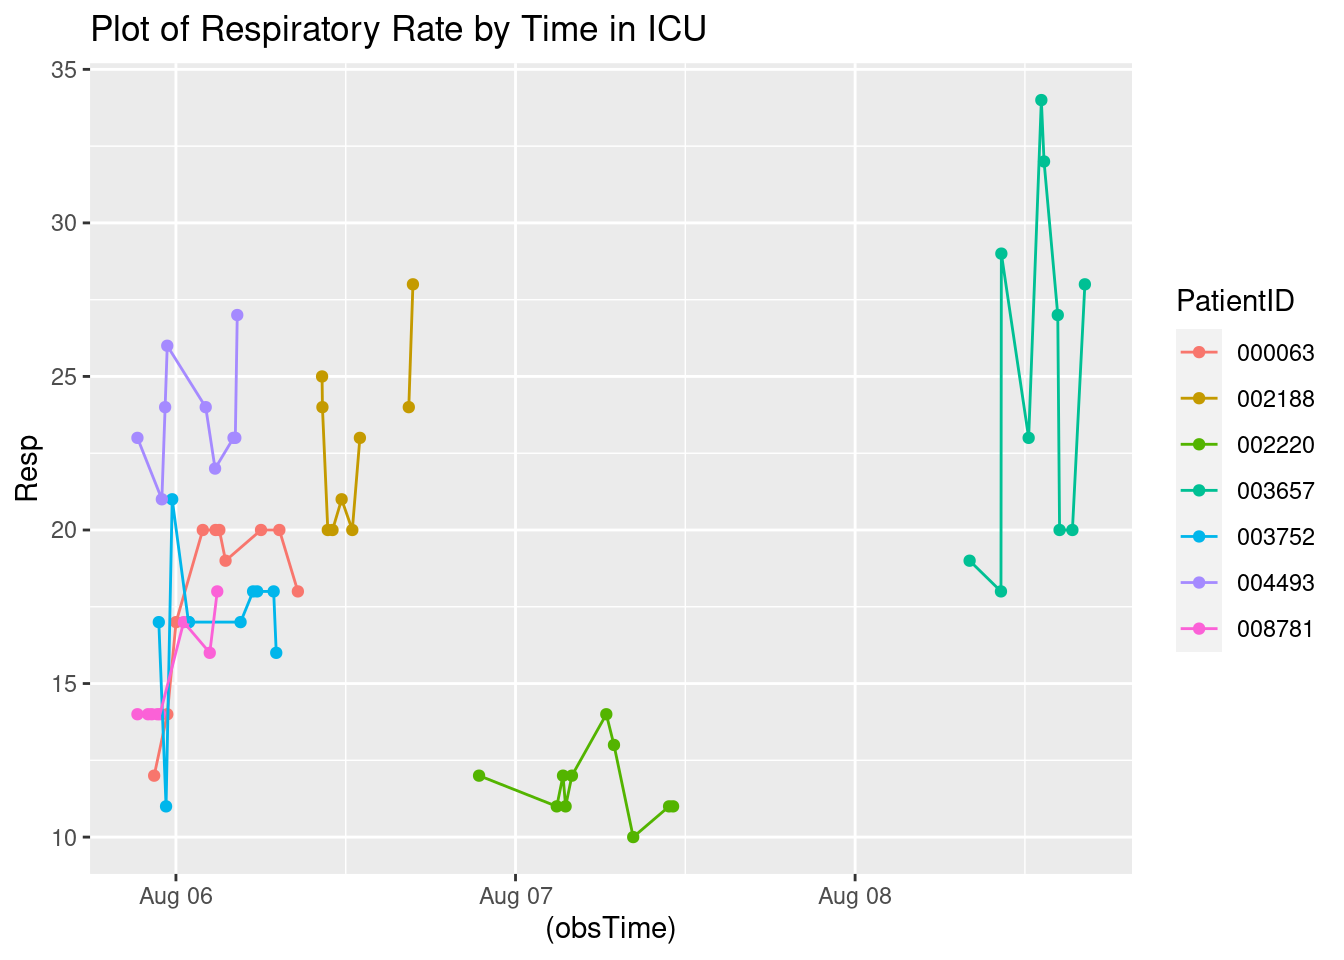 Plot of Respiratory Rate by Time in ICU
35
30
25
20
15
10
Resp
Aug 06
Aug 07
Aug 08
(obsTime)
PatientID
000063
002188
002220
003657
003752
004493
008781